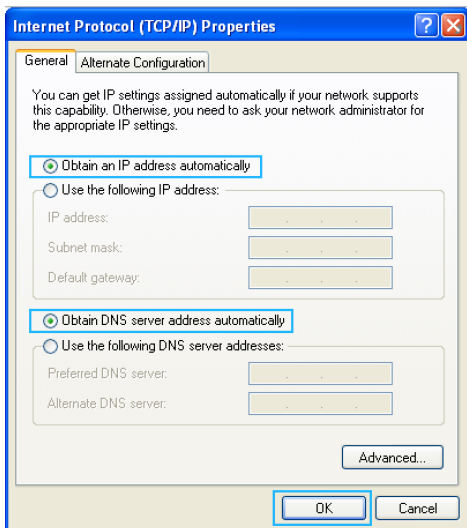 Internet Protocol (TCP/IP) Properties
General Alternate Configuration
You can get IP settings assigned automatically if your network supports
this capability. Otherwise, you need to ask your network administrator for
the appropriate IP settings.
Obtain an IP address automatically
Use the following IP address:
IP address:
Subnet mask:
Default gateway:
Obtain DNS server address automatically
Use the following DNS server addresses:
Preferred DNS server:
Alternate DNS server:
Advanced...
OK Cancel